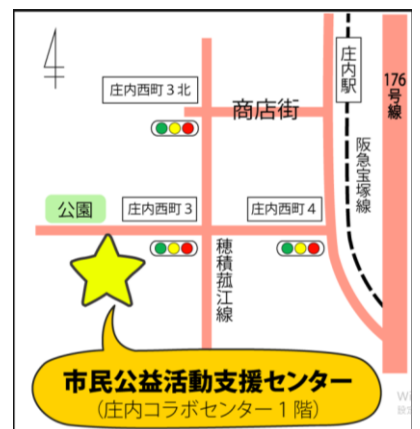 庄内西町3北
商店街
庄内駅
176号線
阪急宝塚線
公園
庄内西町3
庄内西町4
穂積菰江線
市民公益活動支援センター
(庄内コラボセンター1階)